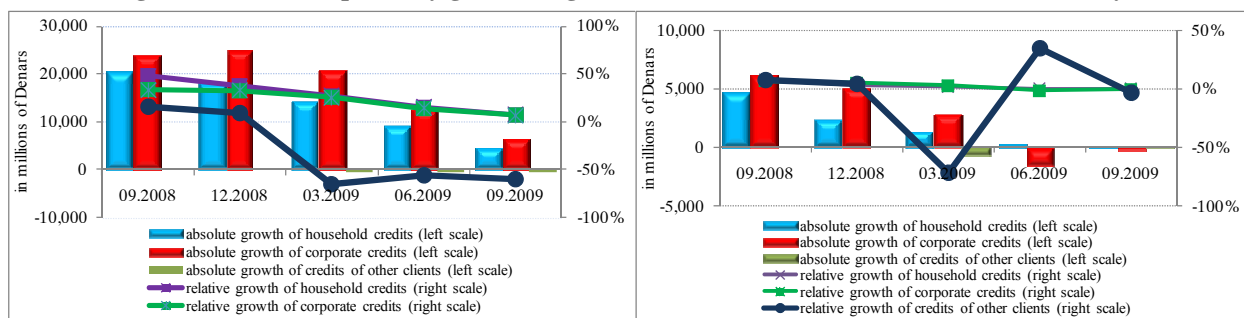 30,000
20,000
10,000
0
-10,000
in millions of Denars
100%
50%
0%
-50%
-100%
09.2008 12.2008 03.2009 06.2009 09.2009
absolute growth of household credits (left scale)
absolute growth of corporate credits (left scale)
absolute growth of credits of other clients (left scale)
relative growth of household credits (right scale)
relative growth of corporate credits (right scale)
10,000
5,000
0
-5,000
in millions of Denars
50%
0%
-50%
-100%
09.2008 12.2008 03.2009 06.2009 09.2009
absolute growth of household credits (left scale)
absolute growth of corporate credits (left scale)
absolute growth of credits of other clients (left scale)
relative growth of household credits (right scale)
relative growth of corporate credits (right scale)
relative growth of credits of other clients (right scale)